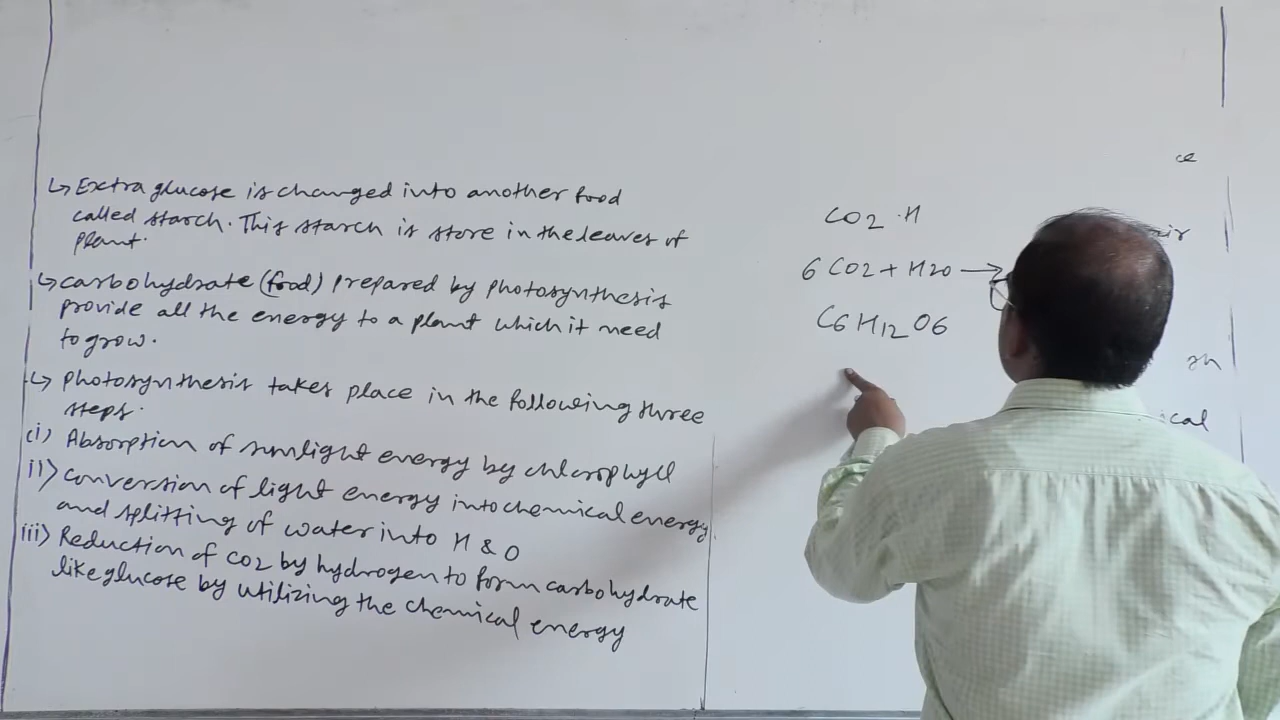 ↳ Extra glucose is changed into another food
called starch. This starch is store in the leaves of
plant.
↳ carbohydrate (food) prepared by photosynthesis
provide all the energy to a plant which it need
to grow.
↳ photosynthesis takes place in the following three
steps.
(i) Absorption of sunlight energy by chlorophyll
ii) conversion of light energy into chemical energy
and splitting of water into H & O
iii) Reduction of CO2 by hydrogen to form carbohydrate
like glucose by utilizing the chemical energy
CO2 . H
6 CO2 + H2O →
C6 H12 O6
ce
air
sh
ical